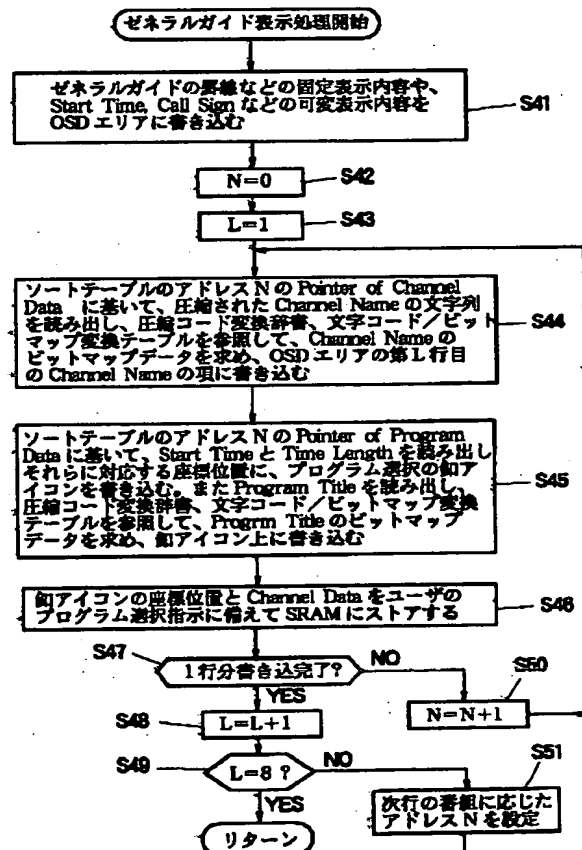 ゼネラルガイド表示処理開始
ゼネラルガイドの罫線などの固定表示内容や、
Start Time, Call Sign などの可変表示内容を
OSD エリアに書き込む
S41
N=0
S42
L=1
S43
ソートテーブルのアドレス N の Pointer of Channel
Data に基いて、圧縮された Channel Name の文字列
を読み出し、圧縮コード変換辞書、文字コード/ビット
マップ変換テーブルを参照して、Channel Name の
ビットマップデータを求め、OSD エリアの第 L 行目
の Channel Name の項に書き込む
S44
ソートテーブルのアドレス N の Pointer of Program
Data に基いて、Start Time と Time Length を読み出し
それらに対応する座標位置に、プログラム選択の釦ア
イコンを書き込む。また Program Title を読み出し、
圧縮コード変換辞書、文字コード/ビットマップ変換
テーブルを参照して、Progrm Title のビットマップ
データを求め、釦アイコン上に書き込む
S45
釦アイコンの座標位置と Channel Data をユーザの
プログラム選択指示に備えて SRAM にストアする
S46
S47
1行分書き込完了?
NO
YES
S50
N=N+1
S48
L=L+1
S49
L=8 ?
NO
YES
S51
次行の番組に応じた
アドレス N を設定
リターン